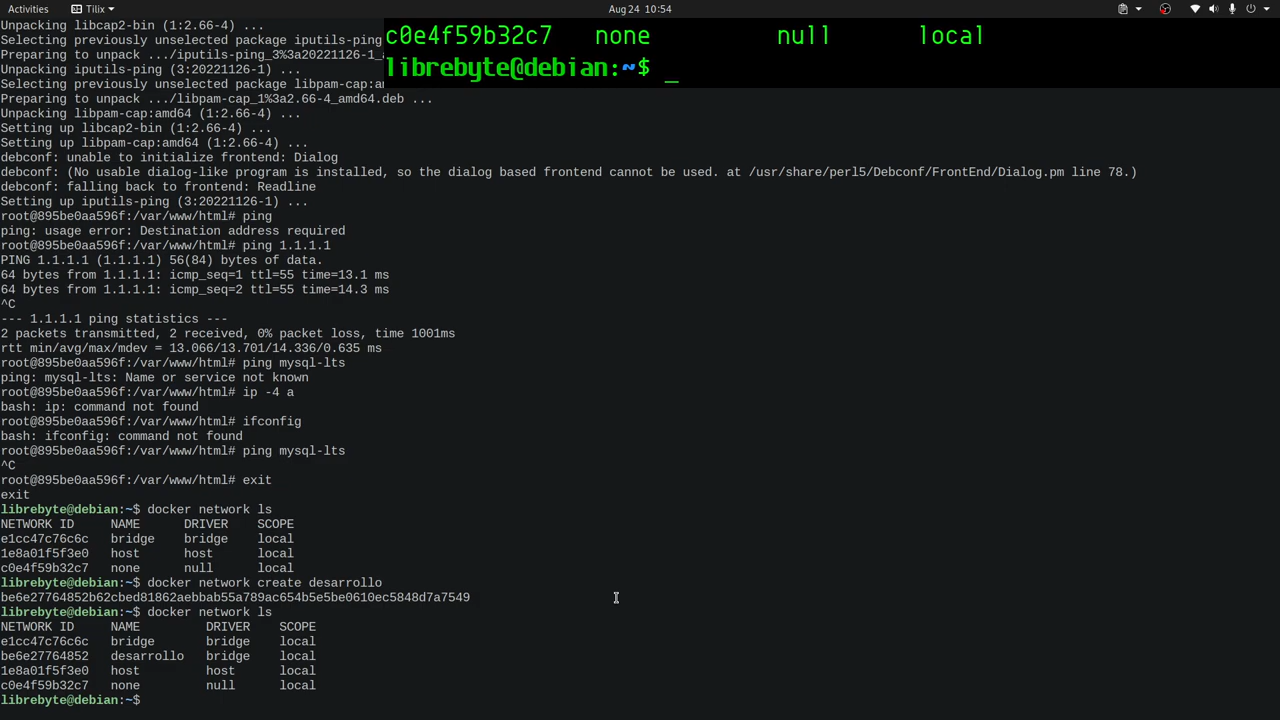 Activities
Tilix
Aug 24 10:54
Unpacking libcap2-bin (1:2.66-4) ...
Selecting previously unselected package iputils-ping
Preparing to unpack .../iputils-ping_3%3a20221126-1_
Unpacking iputils-ping (3:20221126-1) ...
Selecting previously unselected package libpam-cap:am
Preparing to unpack .../libpam-cap_1%3a2.66-4_amd64.deb ...
Unpacking libpam-cap:amd64 (1:2.66-4) ...
Setting up libcap2-bin (1:2.66-4) ...
Setting up libpam-cap:amd64 (1:2.66-4) ...
debconf: unable to initialize frontend: Dialog
debconf: (No usable dialog-like program is installed, so the dialog based frontend cannot be used. at /usr/share/perl5/Debconf/FrontEnd/Dialog.pm line 78.)
debconf: falling back to frontend: Readline
Setting up iputils-ping (3:20221126-1) ...
root@895be0aa596f:/var/www/html# ping
ping: usage error: Destination address required
root@895be0aa596f:/var/www/html# ping 1.1.1.1
PING 1.1.1.1 (1.1.1.1) 56(84) bytes of data.
64 bytes from 1.1.1.1: icmp_seq=1 ttl=55 time=13.1 ms
64 bytes from 1.1.1.1: icmp_seq=2 ttl=55 time=14.3 ms
^C
--- 1.1.1.1 ping statistics ---
2 packets transmitted, 2 received, 0% packet loss, time 1001ms
rtt min/avg/max/mdev = 13.066/13.701/14.336/0.635 ms
root@895be0aa596f:/var/www/html# ping mysql-lts
ping: mysql-lts: Name or service not known
root@895be0aa596f:/var/www/html# ip -4 a
bash: ip: command not found
root@895be0aa596f:/var/www/html# ifconfig
bash: ifconfig: command not found
root@895be0aa596f:/var/www/html# ping mysql-lts
^C
root@895be0aa596f:/var/www/html# exit
exit
librebyte@debian:~$ docker network ls
NETWORK ID NAME DRIVER SCOPE
e1cc47c76c6c bridge bridge local
1e8a01f5f3e0 host host local
c0e4f59b32c7 none null local
librebyte@debian:~$ docker network create desarrollo
be6e27764852b62cbed81862aebbab55a789ac654b5e5be0610ec5848d7a7549
librebyte@debian:~$ docker network ls
NETWORK ID NAME DRIVER SCOPE
e1cc47c76c6c bridge bridge local
be6e27764852 desarrollo bridge local
1e8a01f5f3e0 host host local
c0e4f59b32c7 none null local
librebyte@debian:~$
c0e4f59b32c7 none null local
librebyte@debian:~$ _